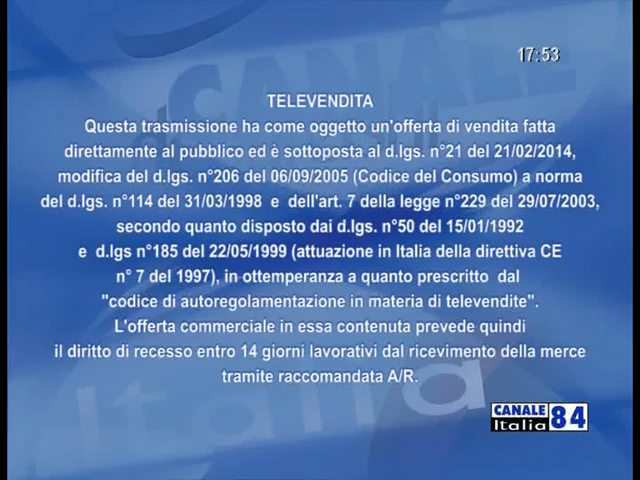 17:53
TELEVENDITA
Questa trasmissione ha come oggetto un'offerta di vendita fatta
direttamente al pubblico ed è sottoposta al d.lgs. n°21 del 21/02/2014,
modifica del d.lgs. n°206 del 06/09/2005 (Codice del Consumo) a norma
del d.lgs. n°114 del 31/03/1998 e dell'art. 7 della legge n°229 del 29/07/2003,
secondo quanto disposto dai d.lgs. n°50 del 15/01/1992
e d.lgs n°185 del 22/05/1999 (attuazione in Italia della direttiva CE
n° 7 del 1997), in ottemperanza a quanto prescritto dal
"codice di autoregolamentazione in materia di televendite".
L'offerta commerciale in essa contenuta prevede quindi
il diritto di recesso entro 14 giorni lavorativi dal ricevimento della merce
tramite raccomandata A/R.
CANALE
Italia 84
CANALE
Italia